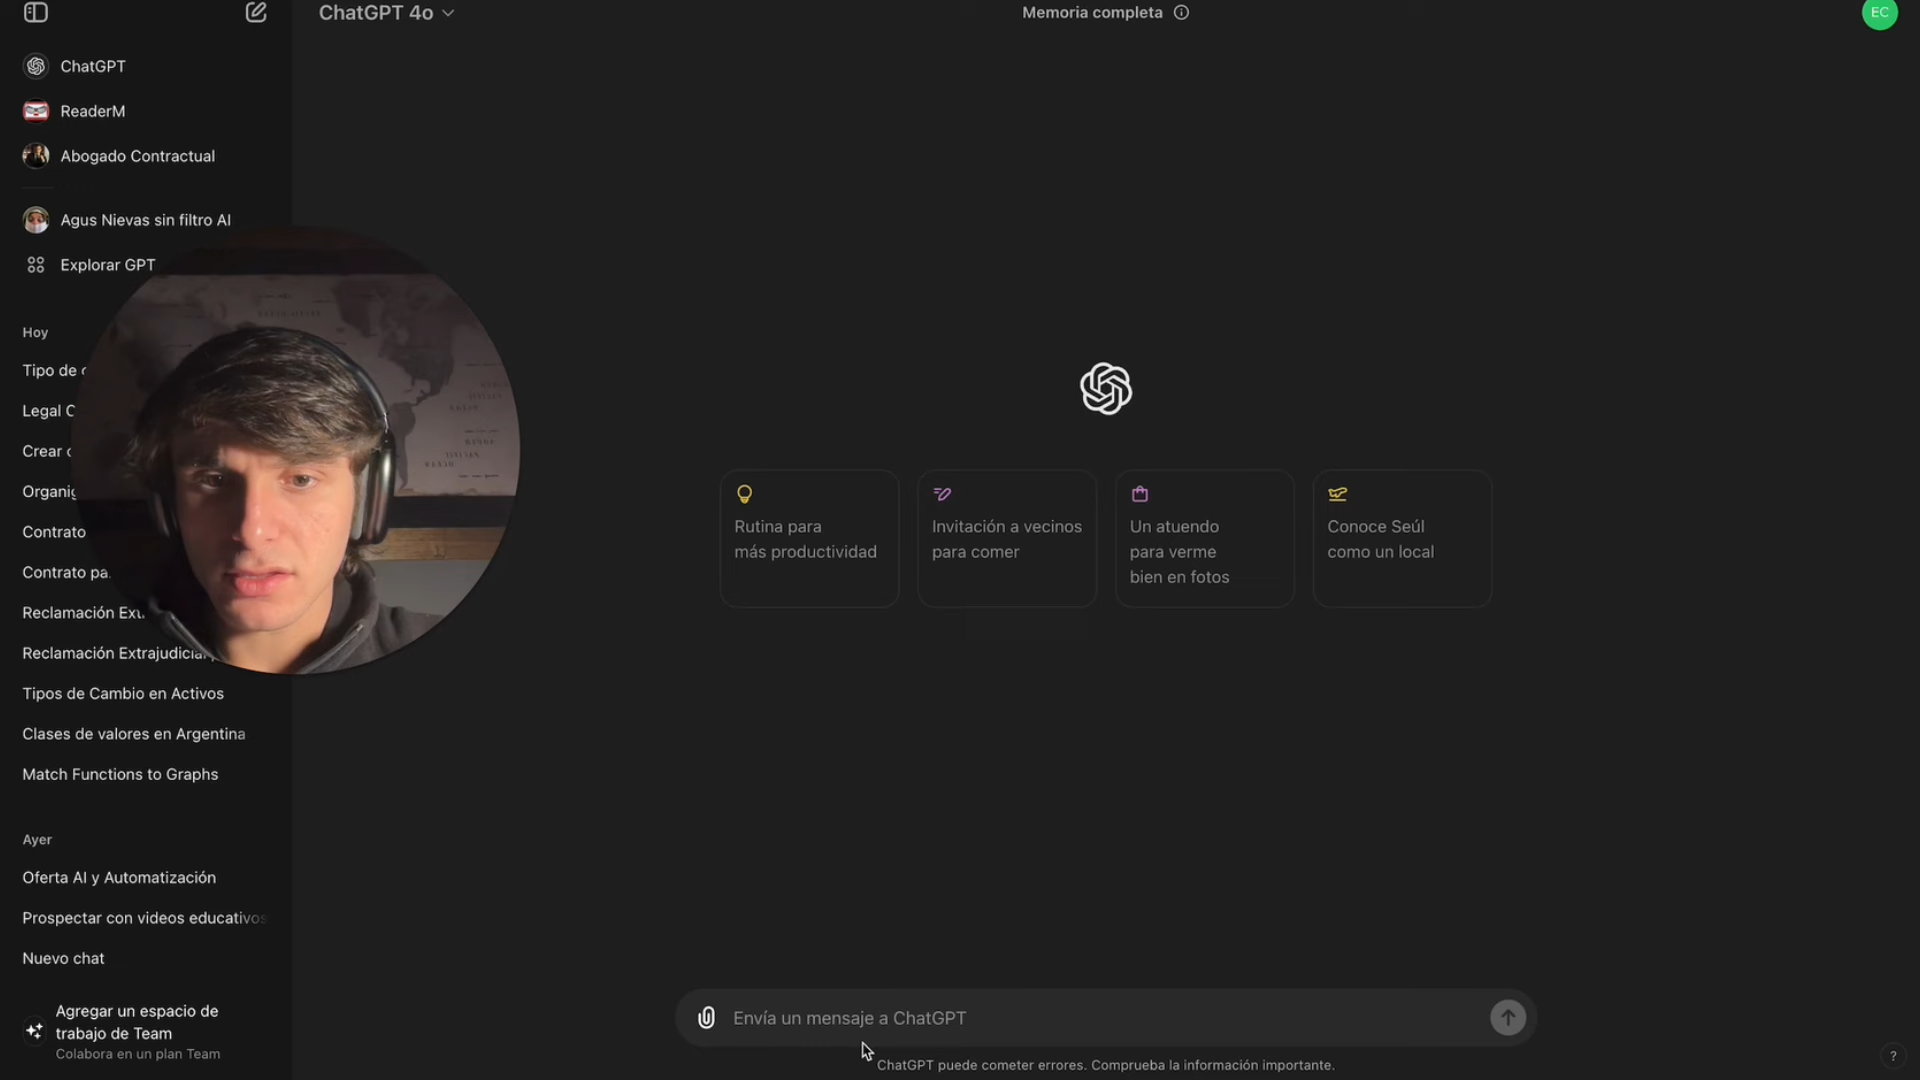 ChatGPT 4o
Memoria completa
EC
ChatGPT
ReaderM
Abogado Contractual
Agus Nievas sin filtro AI
Explorar GPT
Hoy
Tipo de
Legal
Crear
Contrato
Contrato
Reclamación
Reclamación
Tipos de Cambio en Activos
Clases de valores en Argentina
Match Functions to Graphs
Ayer
Oferta AI y Automatización
Prospectar con videos educativos
Nuevo chat
Agregar un espacio de
trabajo de Team
Colabora en un plan Team
Rutina para
más productividad
Invitación a vecinos
para comer
Un atuendo
para verme
bien en fotos
Conoce Seúl
como un local
Envía un mensaje a ChatGPT
ChatGPT puede cometer errores. Comprueba la información importante.
?